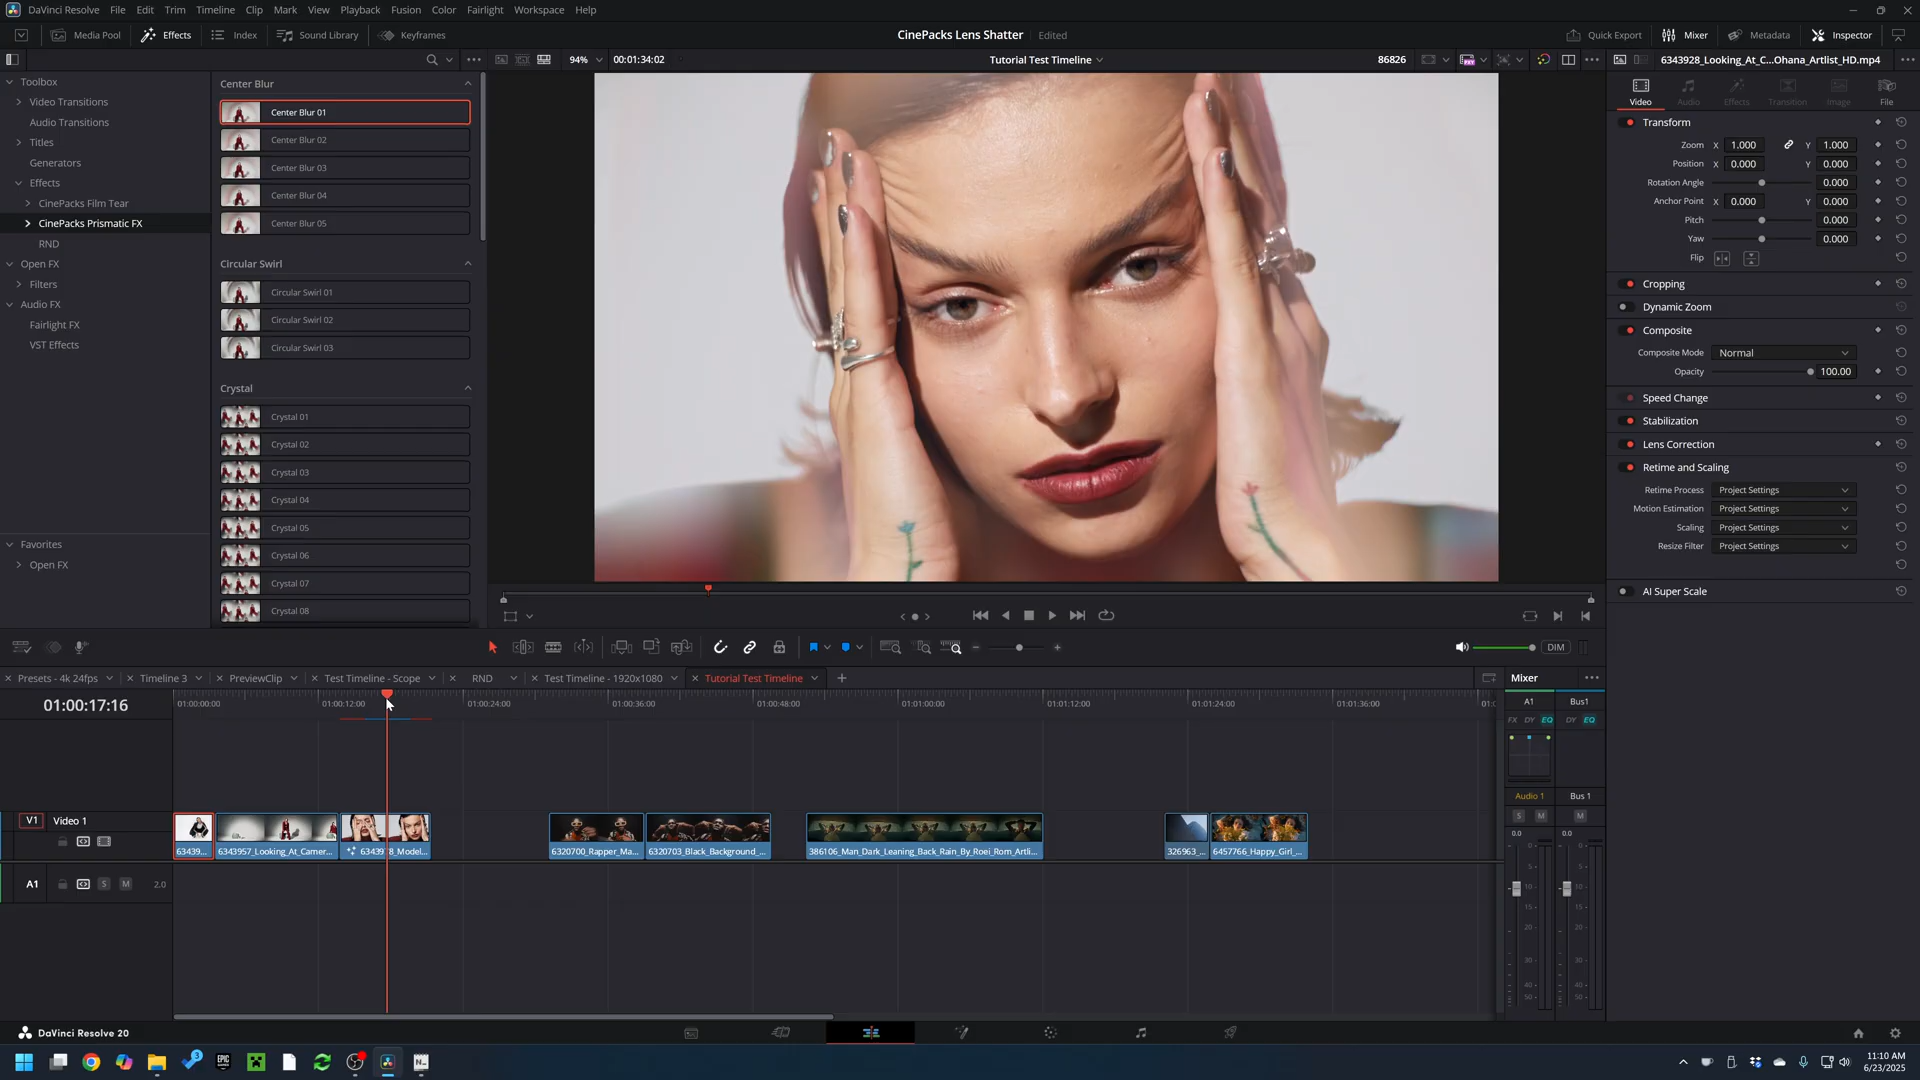 DaVinci Resolve File Edit Trim Timeline Clip Mark View Playback Fusion Color Fairlight Workspace Help
Media Pool Effects Index Sound Library Keyframes CinePacks Lens Shatter Edited Quick Export Mixer Metadata Inspector
94% 00:01:34:02 Tutorial Test Timeline 86826 6343928_Looking_At_C...Ohana_Artlist_HD.mp4
Toolbox
Video Transitions
Audio Transitions
Titles
Generators
Effects
CinePacks Film Tear
CinePacks Prismatic FX
RND
Open FX
Filters
Audio FX
Fairlight FX
VST Effects
Favorites
Open FX
Center Blur
Center Blur 01
Center Blur 02
Center Blur 03
Center Blur 04
Center Blur 05
Circular Swirl
Circular Swirl 01
Circular Swirl 02
Circular Swirl 03
Crystal
Crystal 01
Crystal 02
Crystal 03
Crystal 04
Crystal 05
Crystal 06
Crystal 07
Crystal 08
Video Audio Effects Transition Image File
Transform
Zoom X 1.000 Y 1.000
Position X 0.000 Y 0.000
Rotation Angle 0.000
Anchor Point X 0.000 Y 0.000
Pitch 0.000
Yaw 0.000
Flip
Cropping
Dynamic Zoom
Composite
Composite Mode Normal
Opacity 100.00
Speed Change
Stabilization
Lens Correction
Retime and Scaling
Retime Process Project Settings
Motion Estimation Project Settings
Scaling Project Settings
Resize Filter Project Settings
AI Super Scale
DIM
Presets - 4k 24fps Timeline 3 PreviewClip Test Timeline - Scope RND Test Timeline - 1920x1080 Tutorial Test Timeline
01:00:17:16 01:00:00:00 01:00:12:00 01:00:24:00 01:00:36:00 01:00:48:00 01:01:00:00 01:01:12:00 01:01:24:00 01:01:36:00
V1 Video 1
63439... 6343957_Looking_At_Camer... 6320700_Rapper_Ma... 6320703_Black_Background_... 386106_Man_Dark_Leaning_Back_Rain_By_Roei_Rom_Artli... 326963_... 6457766_Happy_Girl_...
A1 S M 2.0
Mixer
A1 Bus1
FX DY EQ DY EQ
Audio 1 Bus 1
S M M
0.0 0.0
DaVinci Resolve 20
11:10 AM
6/23/2025